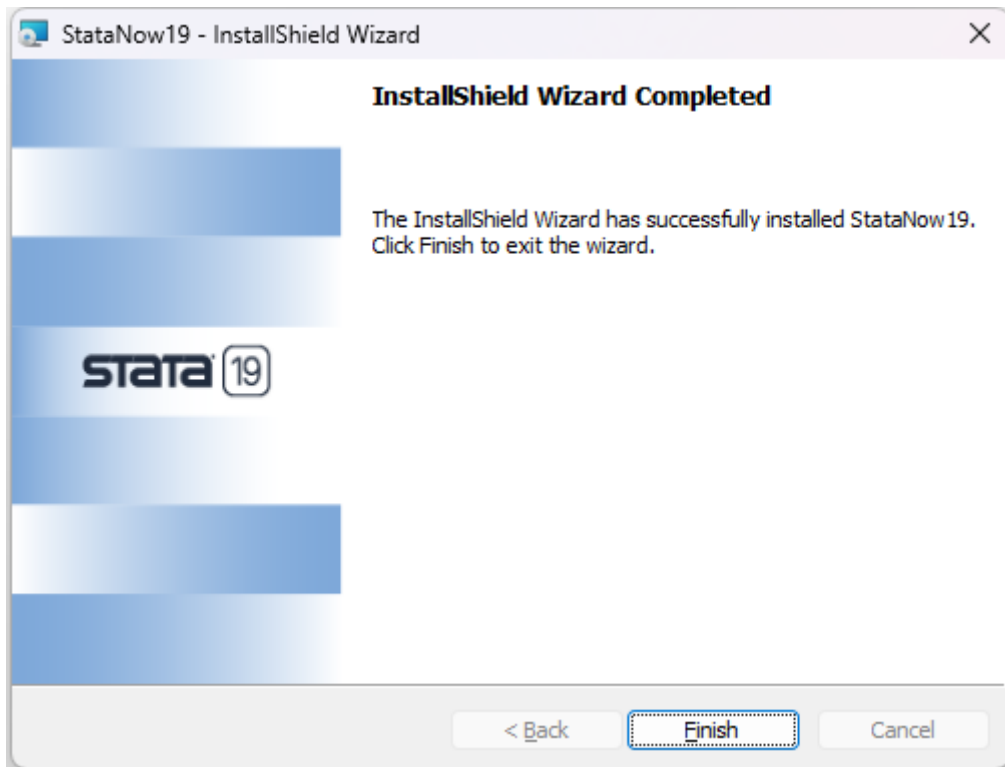 StataNow19 - InstallShield Wizard
InstallShield Wizard Completed
The InstallShield Wizard has successfully installed StataNow19.
Click Finish to exit the wizard.
stata 19
< Back
Finish
Cancel